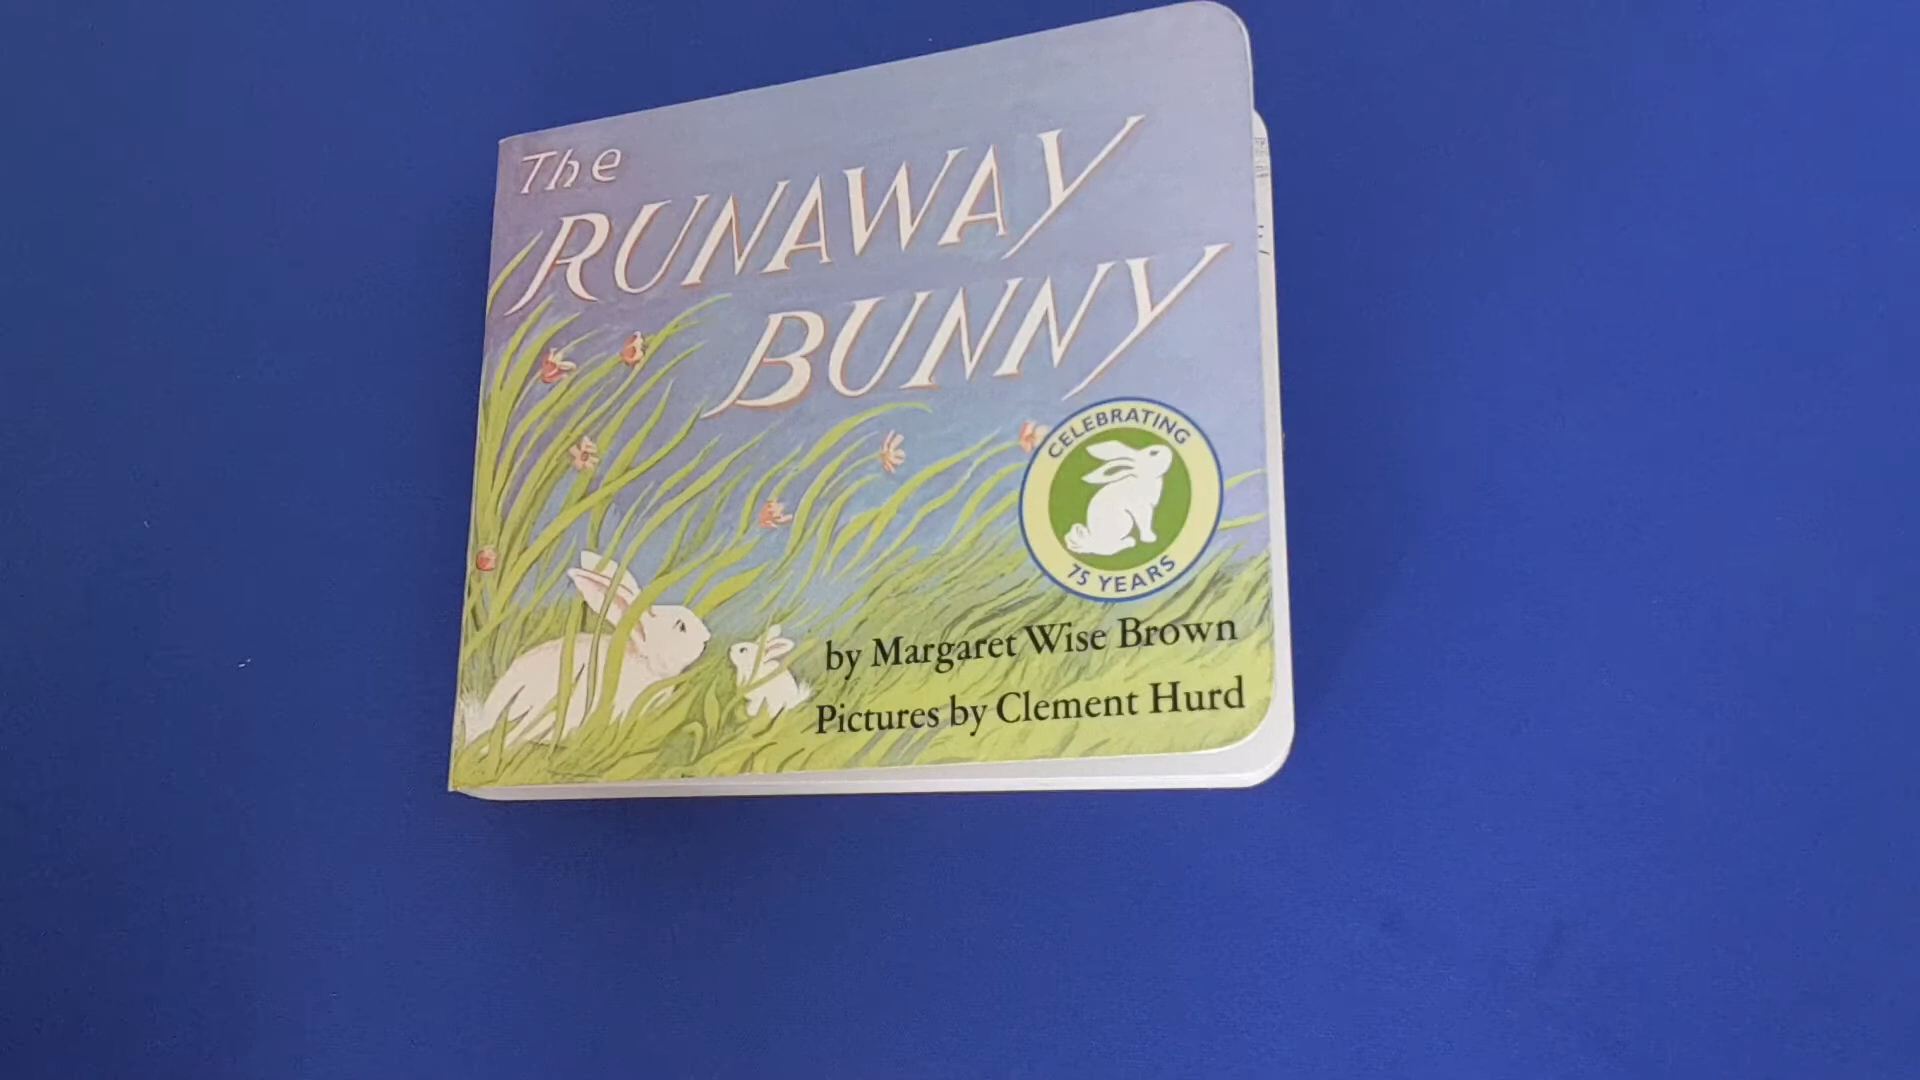 The
RUNAWAY
BUNNY
CELEBRATING
75 YEARS
by Margaret Wise Brown
Pictures by Clement Hurd